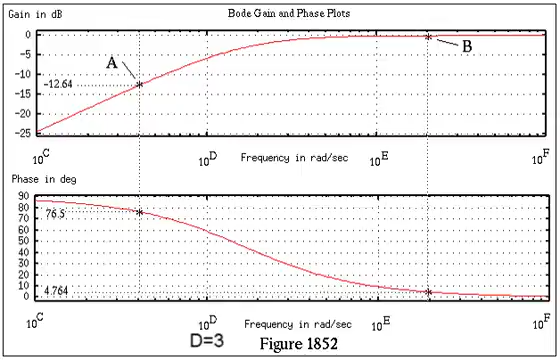 Gain in dB Bode Gain and Phase Plots
0
A
B
-5
-10
-12.64
-15
-20
-25
10C 10D Frequency in rad/sec 10E 10F
Phase in deg
90
80
76.5
70
60
50
40
30
20
10
4.764
0
10C 10D Frequency in rad/sec 10E 10F
D=3 Figure 1852